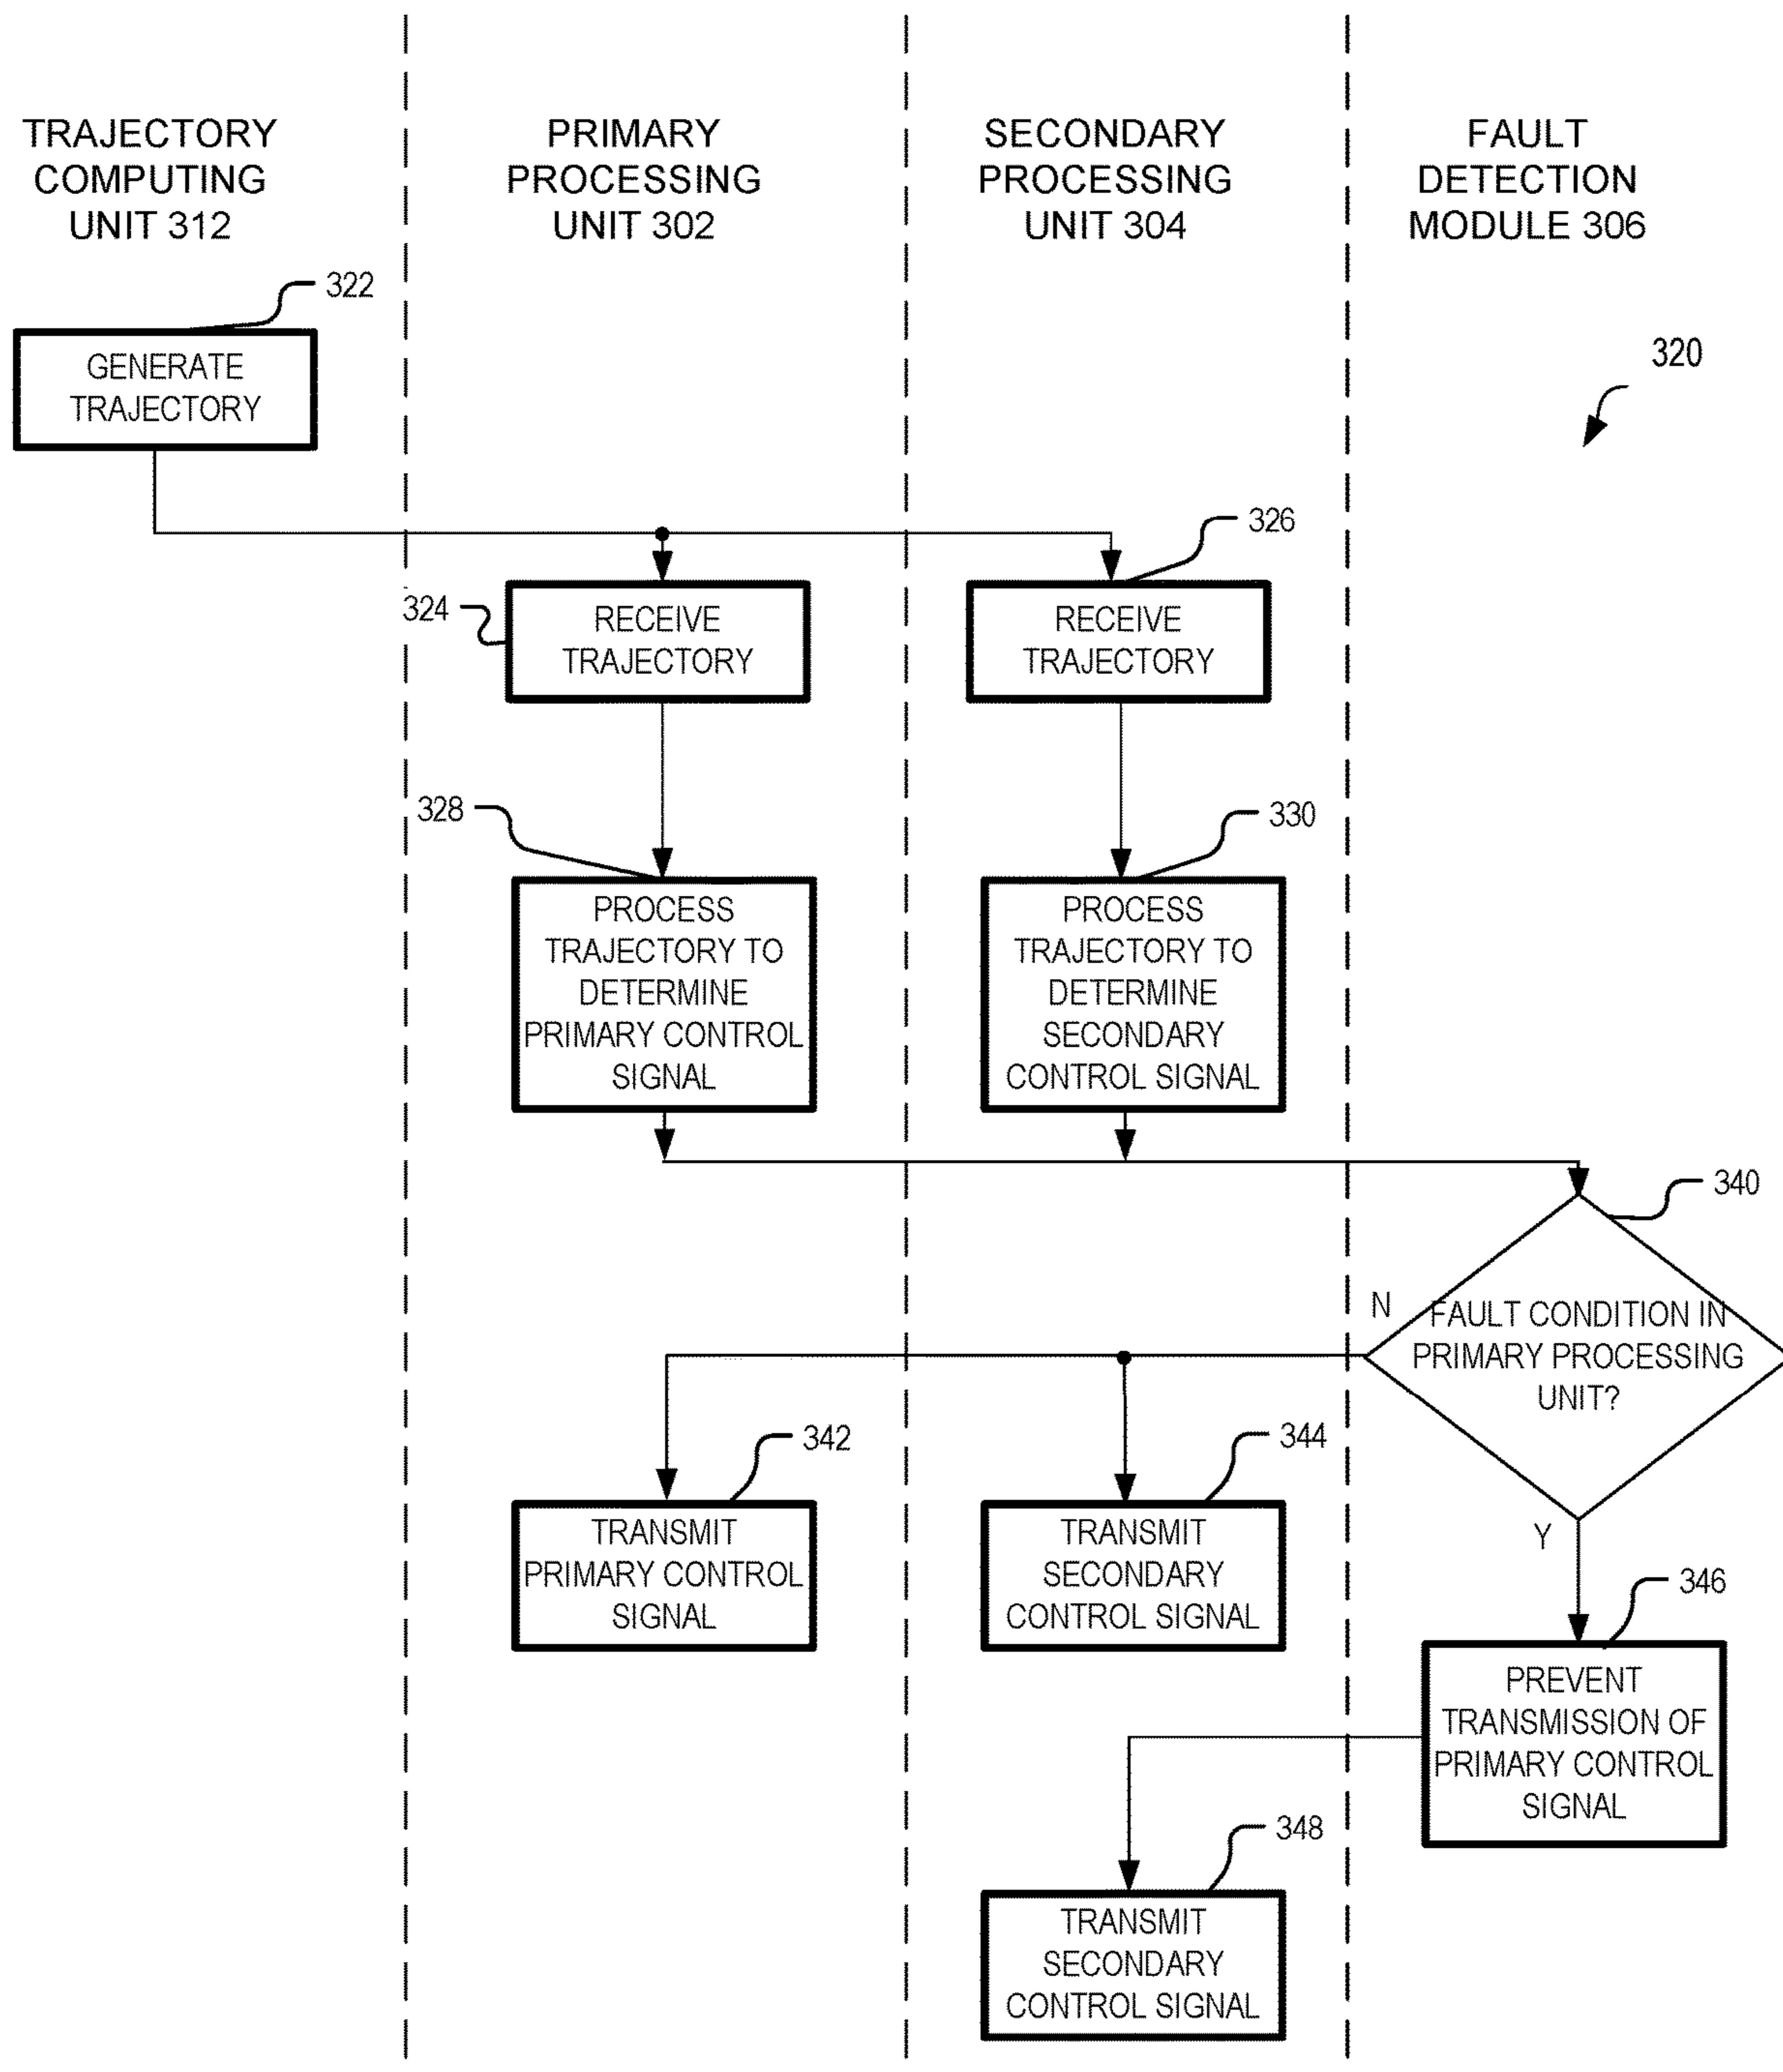 TRAJECTORY
COMPUTING
UNIT 312
PRIMARY
PROCESSING
UNIT 302
SECONDARY
PROCESSING
UNIT 304
FAULT
DETECTION
MODULE 306
322
GENERATE
TRAJECTORY
320
324
RECEIVE
TRAJECTORY
326
RECEIVE
TRAJECTORY
328
PROCESS
TRAJECTORY TO
DETERMINE
PRIMARY CONTROL
SIGNAL
330
PROCESS
TRAJECTORY TO
DETERMINE
SECONDARY
CONTROL SIGNAL
340
N
FAULT CONDITION IN
PRIMARY PROCESSING
UNIT?
Y
342
TRANSMIT
PRIMARY CONTROL
SIGNAL
344
TRANSMIT
SECONDARY
CONTROL SIGNAL
346
PREVENT
TRANSMISSION OF
PRIMARY CONTROL
SIGNAL
348
TRANSMIT
SECONDARY
CONTROL SIGNAL